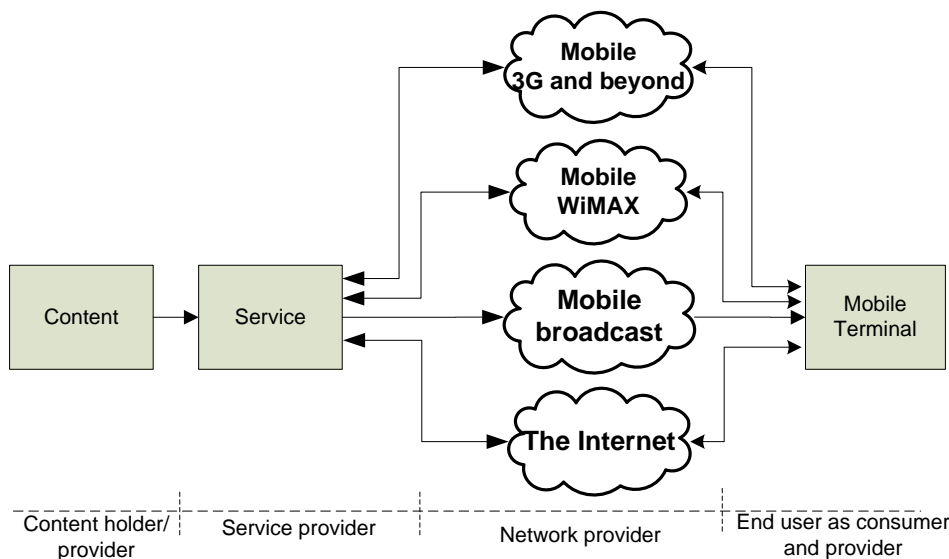 Mobile
3G and beyond
Mobile
WiMAX
Content
Service
Mobile
broadcast
Mobile
Terminal
The Internet
Content holder/
provider
Service provider
Network provider
End user as consumer
and provider